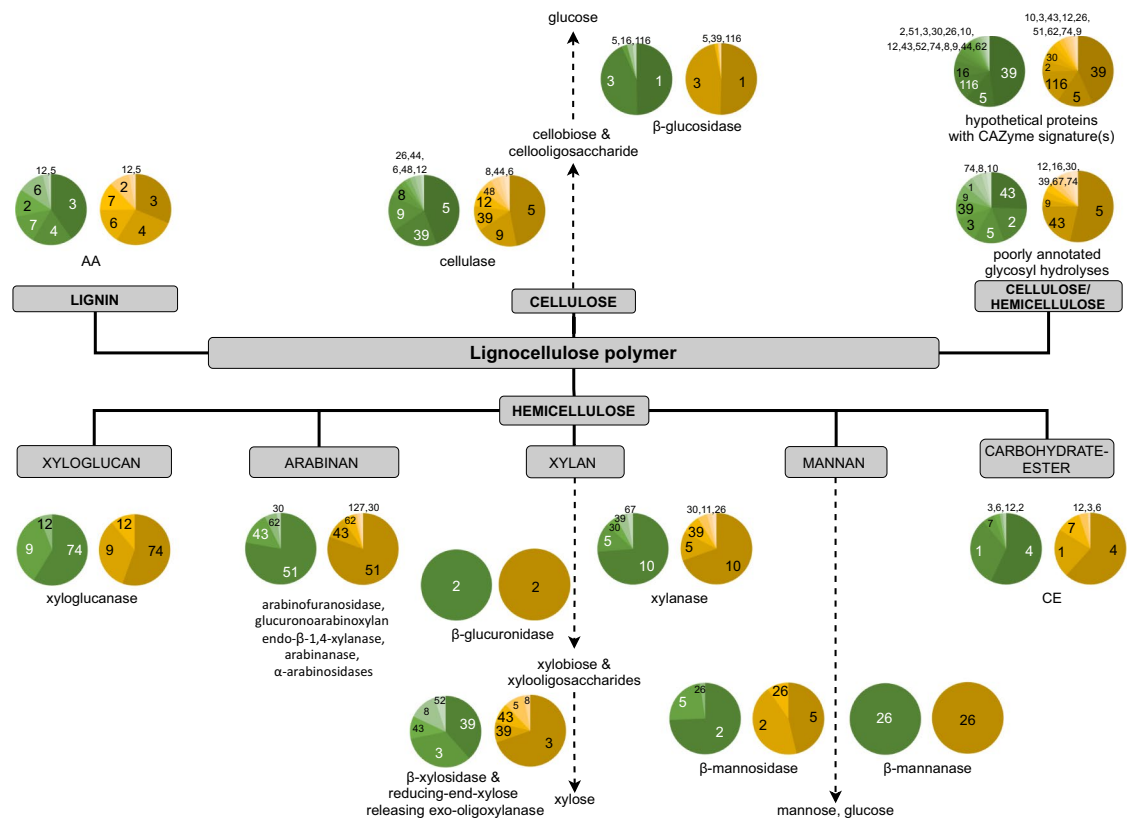 glucose
5,16,116
5,39,116
3
1
3
1
β-glucosidase
2,51,3,30,26,10,
12,43,52,74,8,9,44,62
16
116
5
39
10,3,43,12,26,
51,62,74,9
30
2
116
5
39
hypothetical proteins
with CAZyme signature(s)
cellobiose &
cellooligosaccharide
12,5
6
2
7
4
3
12,5
2
7
6
4
3
AA
26,44,
6,48,12
8
9
39
5
8,44,6
48
12
39
9
5
cellulase
74,8,10
1
9
39
3
5
2
43
12,16,30,
39,67,74
9
43
5
poorly annotated
glycosyl hydrolyses
LIGNIN
CELLULOSE
CELLULOSE/
HEMICELLULOSE
Lignocellulose polymer
HEMICELLULOSE
XYLOGLUCAN
ARABINAN
XYLAN
MANNAN
CARBOHYDRATE-
ESTER
12
9
74
12
9
74
xyloglucanase
30
62
43
51
127,30
62
43
51
arabinofuranosidase,
glucuronoarabinoxylan
endo-β-1,4-xylanase,
arabinanase,
α-arabinosidases
2
2
β-glucuronidase
67
39
30
5
10
30,11,26
39
5
10
xylanase
3,6,12,2
7
1
4
12,3,6
7
1
4
CE
xylobiose &
xylooligosaccharides
52
8
43
3
39
8
5
43
39
3
β-xylosidase &
reducing-end-xylose
releasing exo-oligoxylanase
xylose
26
5
2
26
2
5
β-mannosidase
26
26
β-mannanase
mannose, glucose